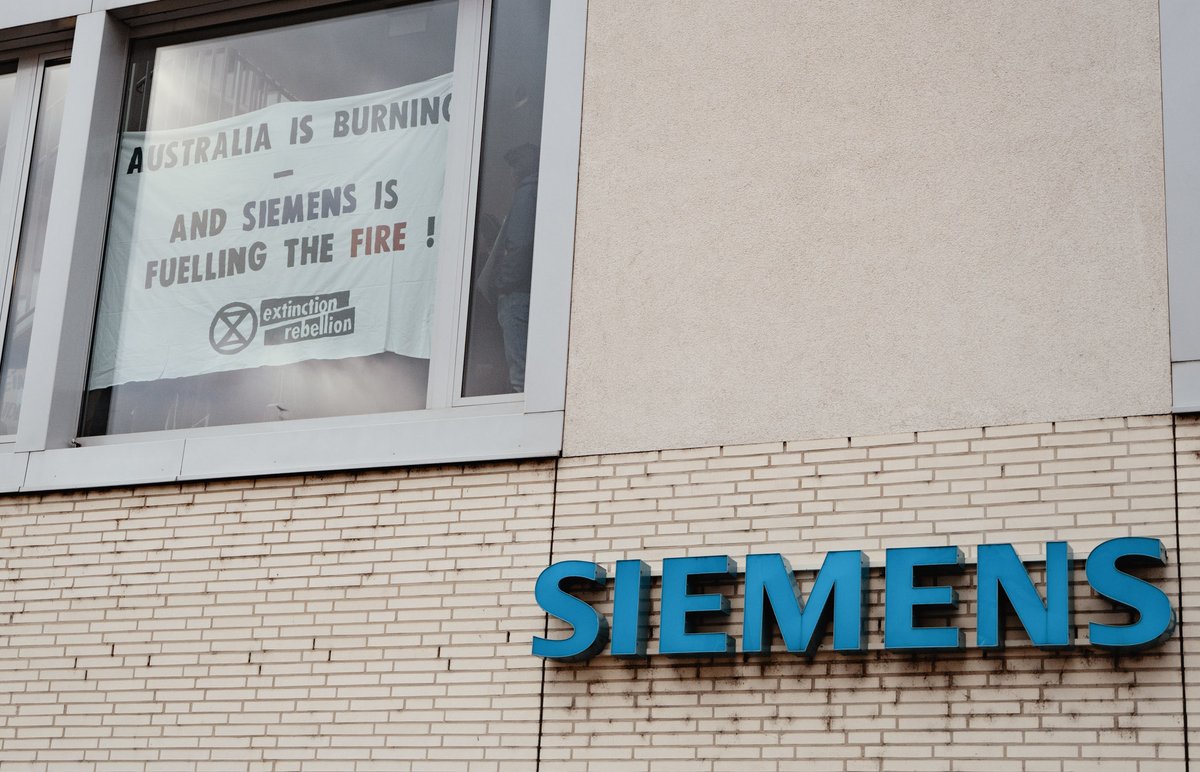 AUSTRALIA IS BURNING
–
AND SIEMENS IS
FUELLING THE FIRE !
extinction
rebellion
SIEMENS